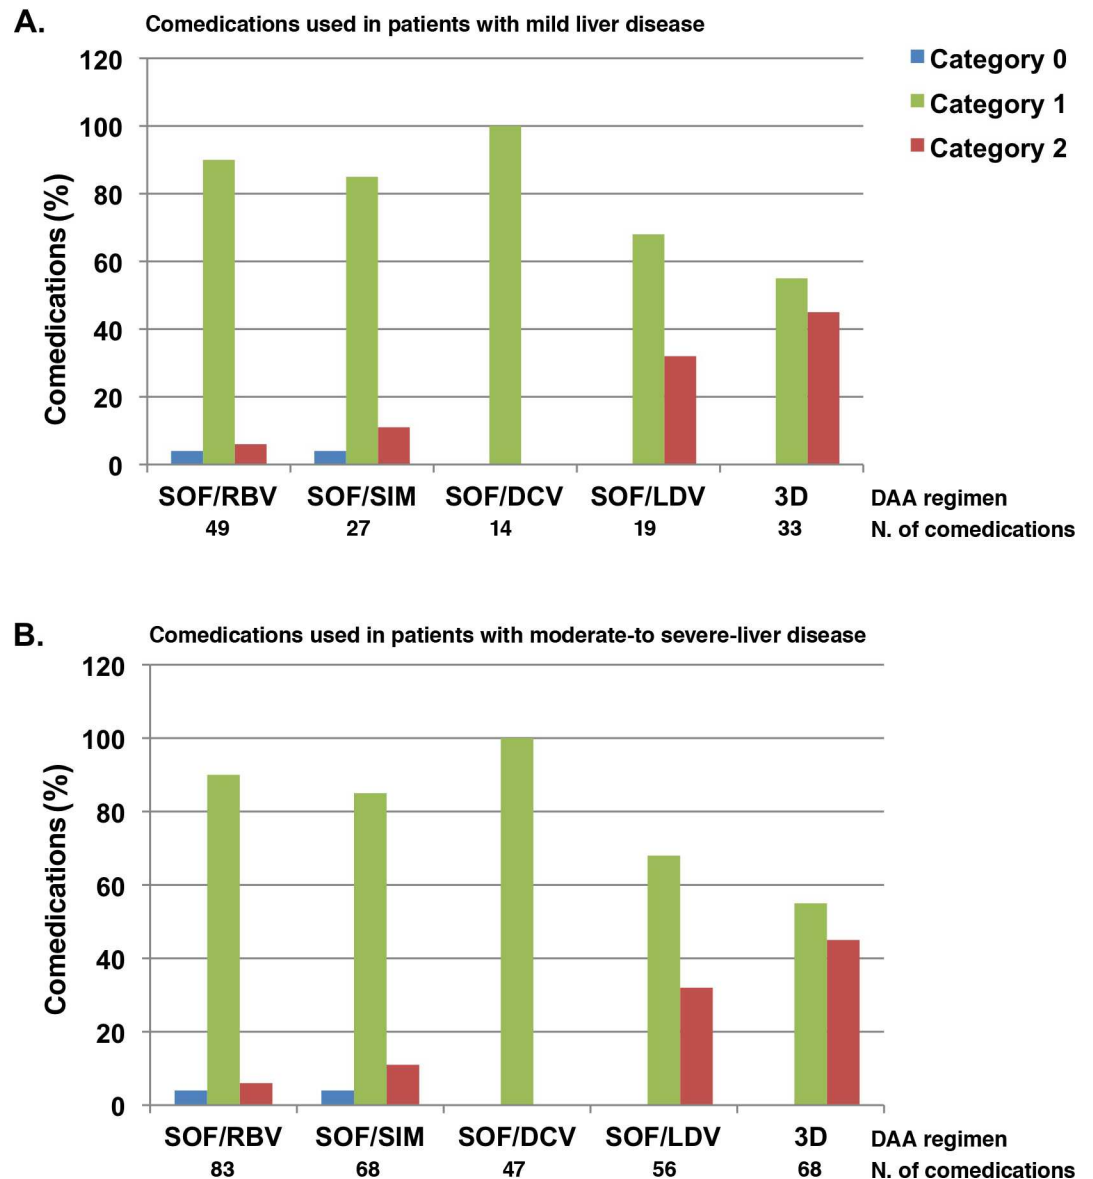 A.
Comedications used in patients with mild liver disease
Category 0
Category 1
Category 2
Comedications (%)
120
100
80
60
40
20
0
SOF/RBV SOF/SIM SOF/DCV SOF/LDV 3D DAA regimen
49 27 14 19 33 N. of comedications
B.
Comedications used in patients with moderate-to severe-liver disease
Comedications (%)
120
100
80
60
40
20
0
SOF/RBV SOF/SIM SOF/DCV SOF/LDV 3D DAA regimen
83 68 47 56 68 N. of comedications